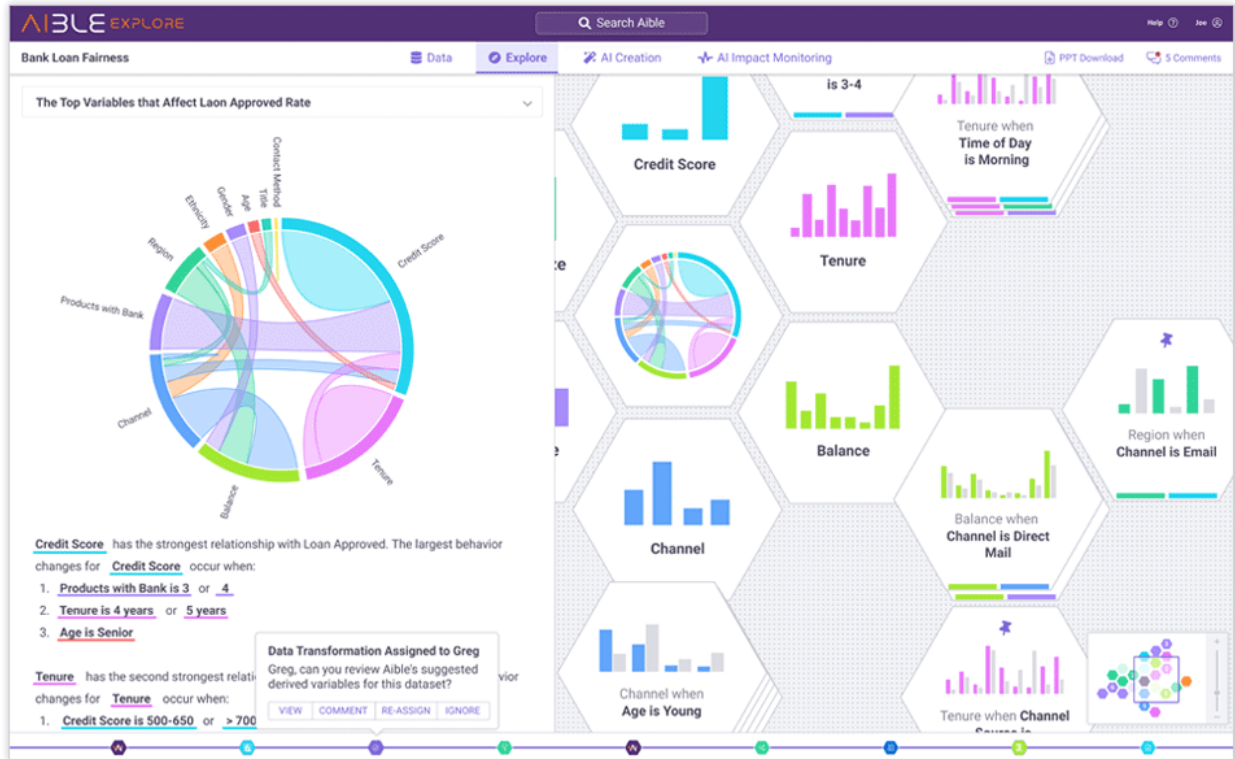 AIBLE EXPLORE
Search Aible
Help
Joe
Bank Loan Fairness
Data
Explore
AI Creation
AI Impact Monitoring
PPT Download
5 Comments
The Top Variables that Affect Laon Approved Rate
Contact Method
Title
Age
Gender
Ethnicity
Region
Products with Bank
Channel
Balance
Tenure
Credit Score
Credit Score has the strongest relationship with Loan Approved. The largest behavior
changes for Credit Score occur when:
1. Products with Bank is 3 or 4
2. Tenure is 4 years or 5 years
3. Age is Senior
Tenure has the second strongest relati
vior
changes for Tenure occur when:
1. Credit Score is 500-650 or > 700
Data Transformation Assigned to Greg
Greg, can you review Aible's suggested
derived variables for this dataset?
VIEW
COMMENT
RE-ASSIGN
IGNORE
Credit Score
is 3-4
Tenure when
Time of Day
is Morning
Tenure
Balance
Region when
Channel is Email
Channel
Balance when
Channel is Direct
Mail
Channel when
Age is Young
Tenure when Channel
Source is